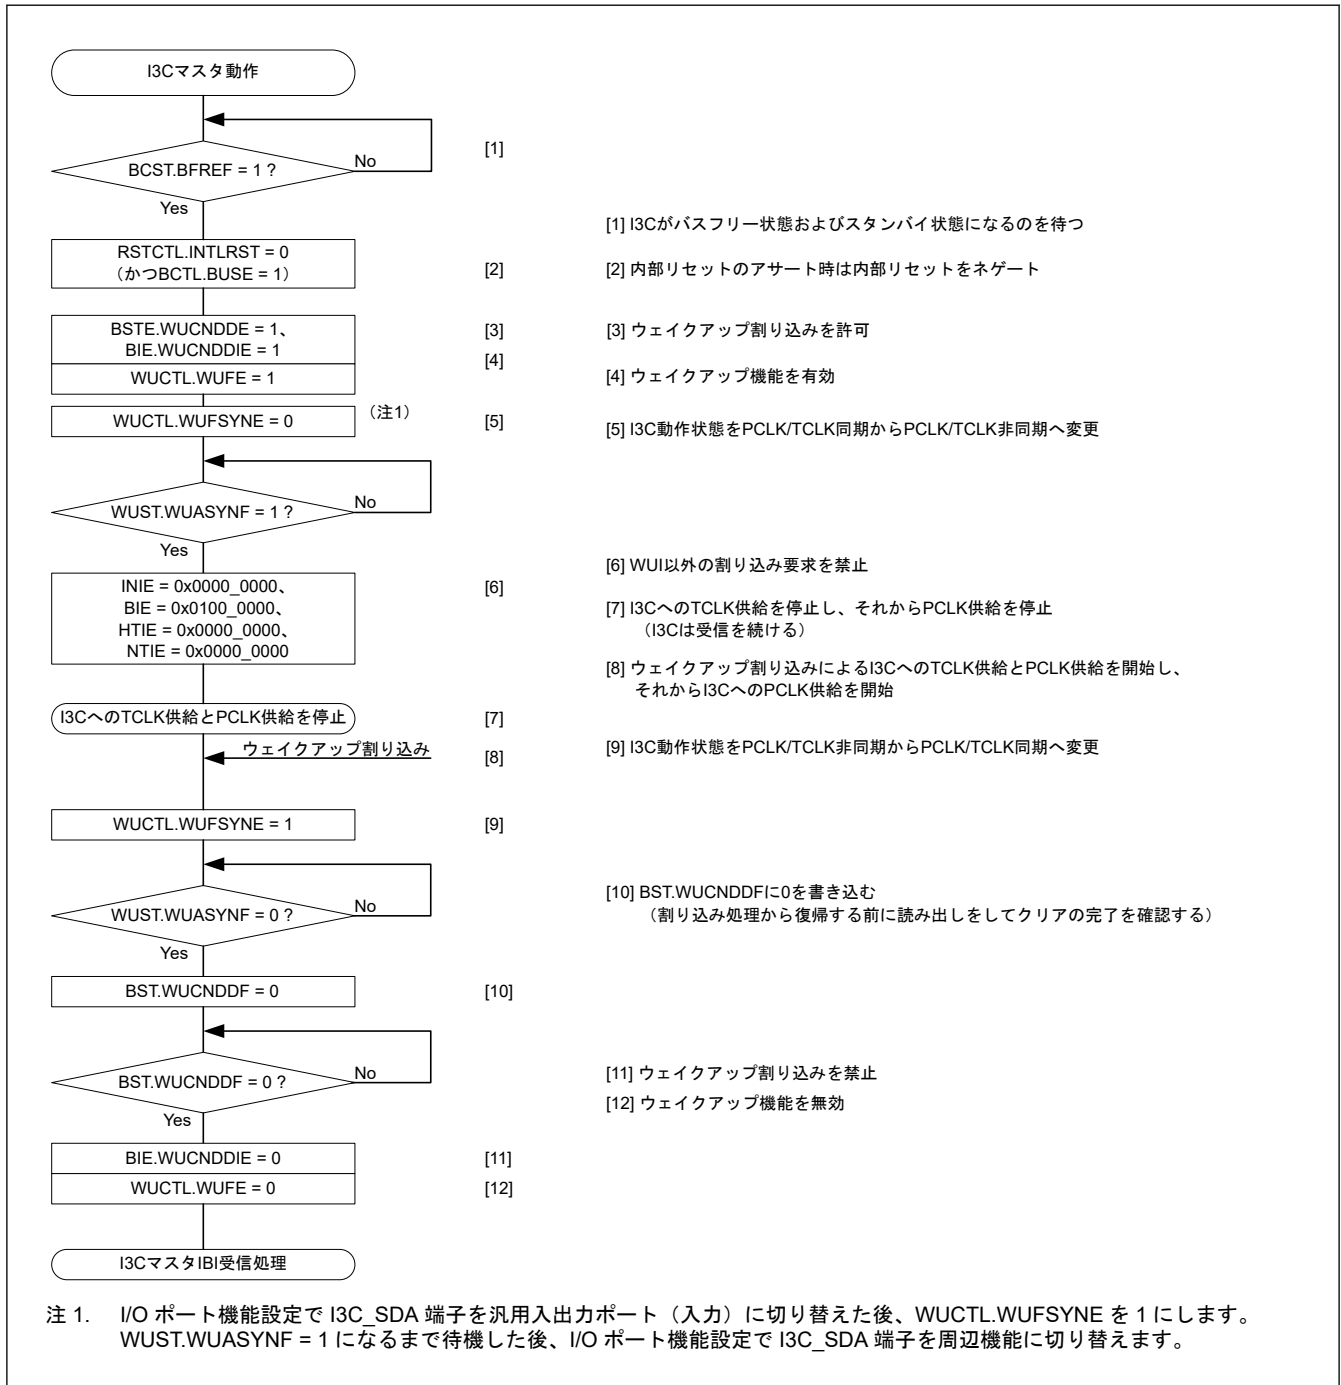 I3Cマスタ動作
BCST.BFREF = 1 ?
No
[1]
Yes
[1] I3Cがバスフリー状態およびスタンバイ状態になるのを待つ
RSTCTL.INTLRST = 0
（かつBCTL.BUSE = 1）
[2]
[2] 内部リセットのアサート時は内部リセットをネゲート
BSTE.WUCNDDE = 1、
BIE.WUCNDDIE = 1
[3]
[3] ウェイクアップ割り込みを許可
[4]
WUCTL.WUFE = 1
[4] ウェイクアップ機能を有効
WUCTL.WUFSYNE = 0
（注1）
[5]
[5] I3C動作状態をPCLK/TCLK同期からPCLK/TCLK非同期へ変更
WUST.WUASYNF = 1 ?
No
Yes
[6] WUI以外の割り込み要求を禁止
INIE = 0x0000_0000、
BIE = 0x0100_0000、
HTIE = 0x0000_0000、
NTIE = 0x0000_0000
[6]
[7] I3CへのTCLK供給を停止し、それからPCLK供給を停止
（I3Cは受信を続ける）
[8] ウェイクアップ割り込みによるI3CへのTCLK供給とPCLK供給を開始し、
それからI3CへのPCLK供給を開始
I3CへのTCLK供給とPCLK供給を停止
[7]
ウェイクアップ割り込み
[8]
[9] I3C動作状態をPCLK/TCLK非同期からPCLK/TCLK同期へ変更
WUCTL.WUFSYNE = 1
[9]
WUST.WUASYNF = 0 ?
No
Yes
[10] BST.WUCNDDFに0を書き込む
（割り込み処理から復帰する前に読み出しをしてクリアの完了を確認する）
BST.WUCNDDF = 0
[10]
BST.WUCNDDF = 0 ?
No
Yes
[11] ウェイクアップ割り込みを禁止
[12] ウェイクアップ機能を無効
BIE.WUCNDDIE = 0
[11]
WUCTL.WUFE = 0
[12]
I3CマスタIBI受信処理
注 1. I/O ポート機能設定で I3C_SDA 端子を汎用入出力ポート（入力）に切り替えた後、WUCTL.WUFSYNE を 1 にします。
WUST.WUASYNF = 1 になるまで待機した後、I/O ポート機能設定で I3C_SDA 端子を周辺機能に切り替えます。